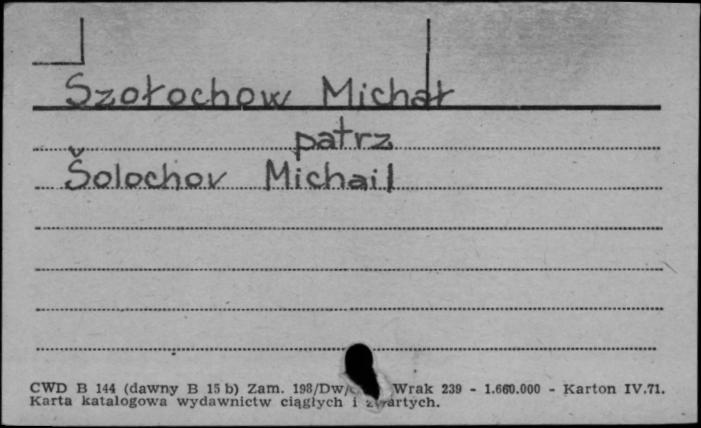 Szołochow Michał
patrz
Šolochov Michail
CWD B 144 (dawny B 15 b) Zam. 198/Dw/ Wrak 239 - 1.660.000 - Karton IV.71.
Karta katalogowa wydawnictw ciągłych i zwartych.